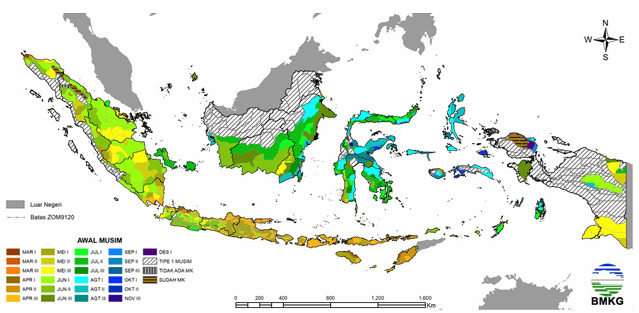 N
W E
S
Luar Negeri
Batas ZOM9120
AWAL MUSIM
MAR I MEI I JUL I SEP I DES I
MAR II MEI II JUL II SEP II TIPE 1 MUSIM
MAR III MEI III JUL III SEP III TIDAK ADA MK
APR I JUN I AGT I OKT I SUDAH MK
APR II JUN II AGT II OKT II
APR III JUN III AGT III NOV III
0 200 400 800 1.200 1.600
Km
BMKG